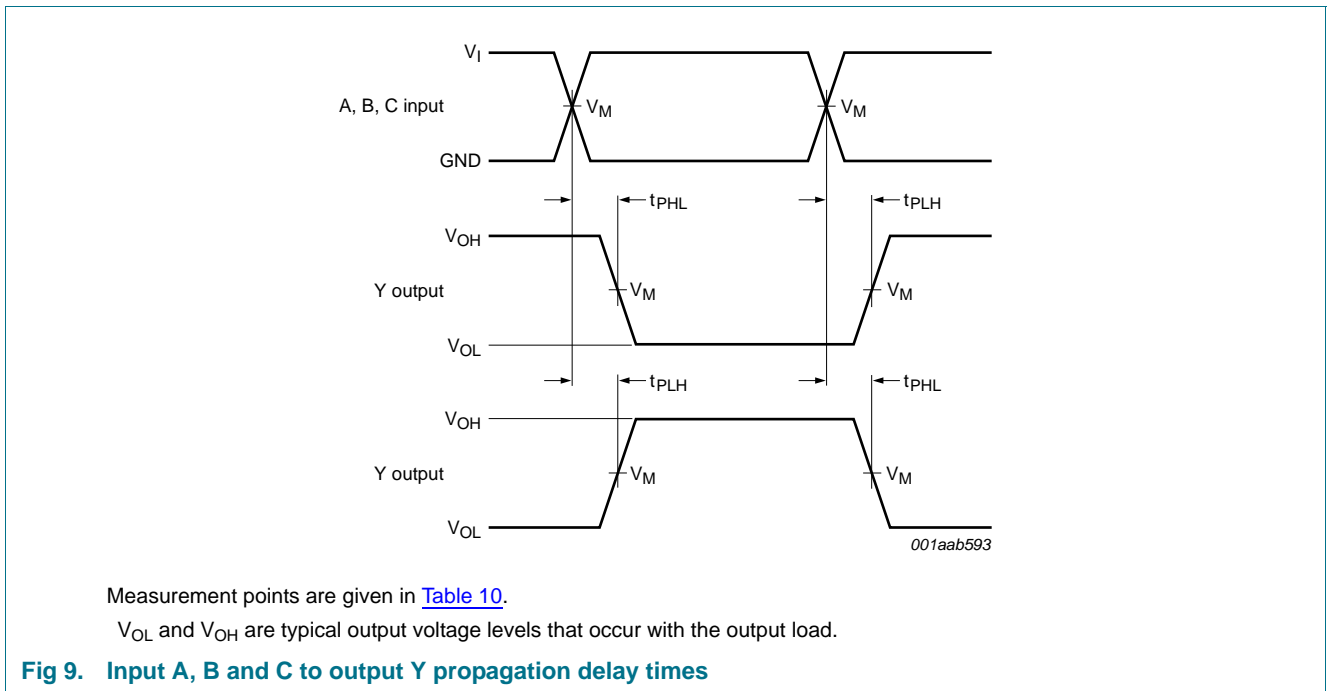 VI
A, B, C input
VM
VM
GND
tPHL
tPLH
VOH
Y output
VM
VM
VOL
tPLH
tPHL
VOH
Y output
VM
VM
VOL
001aab593
Measurement points are given in Table 10.
VOL and VOH are typical output voltage levels that occur with the output load.
Fig 9. Input A, B and C to output Y propagation delay times